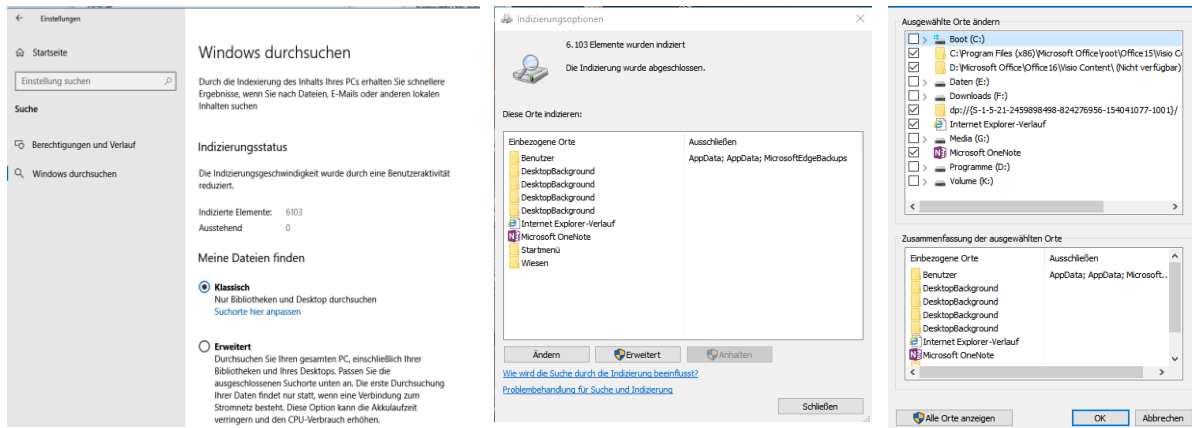 Einstellungen
Startseite
Einstellung suchen
Suche
Berechtigungen und Verlauf
Windows durchsuchen
Windows durchsuchen
Durch die Indexierung des Inhalts Ihres PCs erhalten Sie schnellere
Ergebnisse, wenn Sie nach Dateien, E-Mails oder anderen lokalen
Inhalten suchen
Indizierungsstatus
Die Indizierungsgeschwindigkeit wurde durch eine Benutzeraktivität
reduziert.
Indizierte Elemente: 6103
Ausstehend 0
Meine Dateien finden
Klassisch
Nur Bibliotheken und Desktop durchsuchen
Suchorte hier anpassen
Erweitert
Durchsuchen Sie Ihren gesamten PC, einschließlich Ihrer
Bibliotheken und Ihres Desktops. Passen Sie die
ausgeschlossenen Suchorte unten an. Die erste Durchsuchung
Ihrer Daten findet nur statt, wenn eine Verbindung zum
Stromnetz besteht. Diese Option kann die Akkulaufzeit
verringern und den CPU-Verbrauch erhöhen.
Indizierungsoptionen
6.103 Elemente wurden indiziert
Die Indizierung wurde abgeschlossen.
Diese Orte indizieren:
Einbezogene Orte Ausschließen
Benutzer AppData; AppData; MicrosoftEdgeBackups
DesktopBackground
DesktopBackground
DesktopBackground
DesktopBackground
Internet Explorer-Verlauf
Microsoft OneNote
Startmenü
Wiesen
Ändern Erweitert Anhalten
Wie wird die Suche durch die Indizierung beeinflusst?
Problembehandlung für Suche und Indizierung
Schließen
Ausgewählte Orte ändern
Boot (C:)
C:\Program Files (x86)\Microsoft Office\root\Office15\Visio Co
D:\Microsoft Office\Office16\Visio Content\ (Nicht verfügbar)
Daten (E:)
Downloads (F:)
dp://{S-1-5-21-2459898498-824276956-154041077-1001}/
Internet Explorer-Verlauf
Media (G:)
Microsoft OneNote
Programme (D:)
Volume (K:)
Zusammenfassung der ausgewählten Orte
Einbezogene Orte Ausschließen
Benutzer AppData; AppData; Microsoft..
DesktopBackground
DesktopBackground
DesktopBackground
DesktopBackground
Internet Explorer-Verlauf
Microsoft OneNote
Alle Orte anzeigen OK Abbrechen